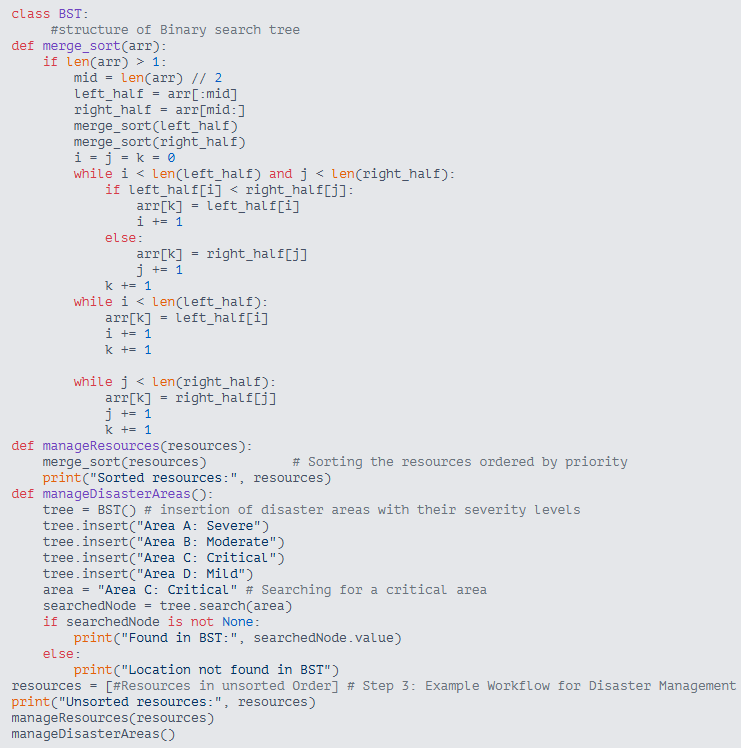 class BST:
     #structure of Binary search tree
def merge_sort(arr):
    if len(arr) > 1:
        mid = len(arr) // 2
        left_half = arr[:mid]
        right_half = arr[mid:]
        merge_sort(left_half)
        merge_sort(right_half)
        i = j = k = 0
        while i < len(left_half) and j < len(right_half):
            if left_half[i] < right_half[j]:
                arr[k] = left_half[i]
                i += 1
            else:
                arr[k] = right_half[j]
                j += 1
            k += 1
        while i < len(left_half):
            arr[k] = left_half[i]
            i += 1
            k += 1

        while j < len(right_half):
            arr[k] = right_half[j]
            j += 1
            k += 1
def manageResources(resources):
    merge_sort(resources)           # Sorting the resources ordered by priority
    print("Sorted resources:", resources)
def manageDisasterAreas():
    tree = BST() # insertion of disaster areas with their severity levels
    tree.insert("Area A: Severe")
    tree.insert("Area B: Moderate")
    tree.insert("Area C: Critical")
    tree.insert("Area D: Mild")
    area = "Area C: Critical" # Searching for a critical area
    searchedNode = tree.search(area)
    if searchedNode is not None:
        print("Found in BST:", searchedNode.value)
    else:
        print("Location not found in BST")
resources = [#Resources in unsorted Order] # Step 3: Example Workflow for Disaster Management
print("Unsorted resources:", resources)
manageResources(resources)
manageDisasterAreas()